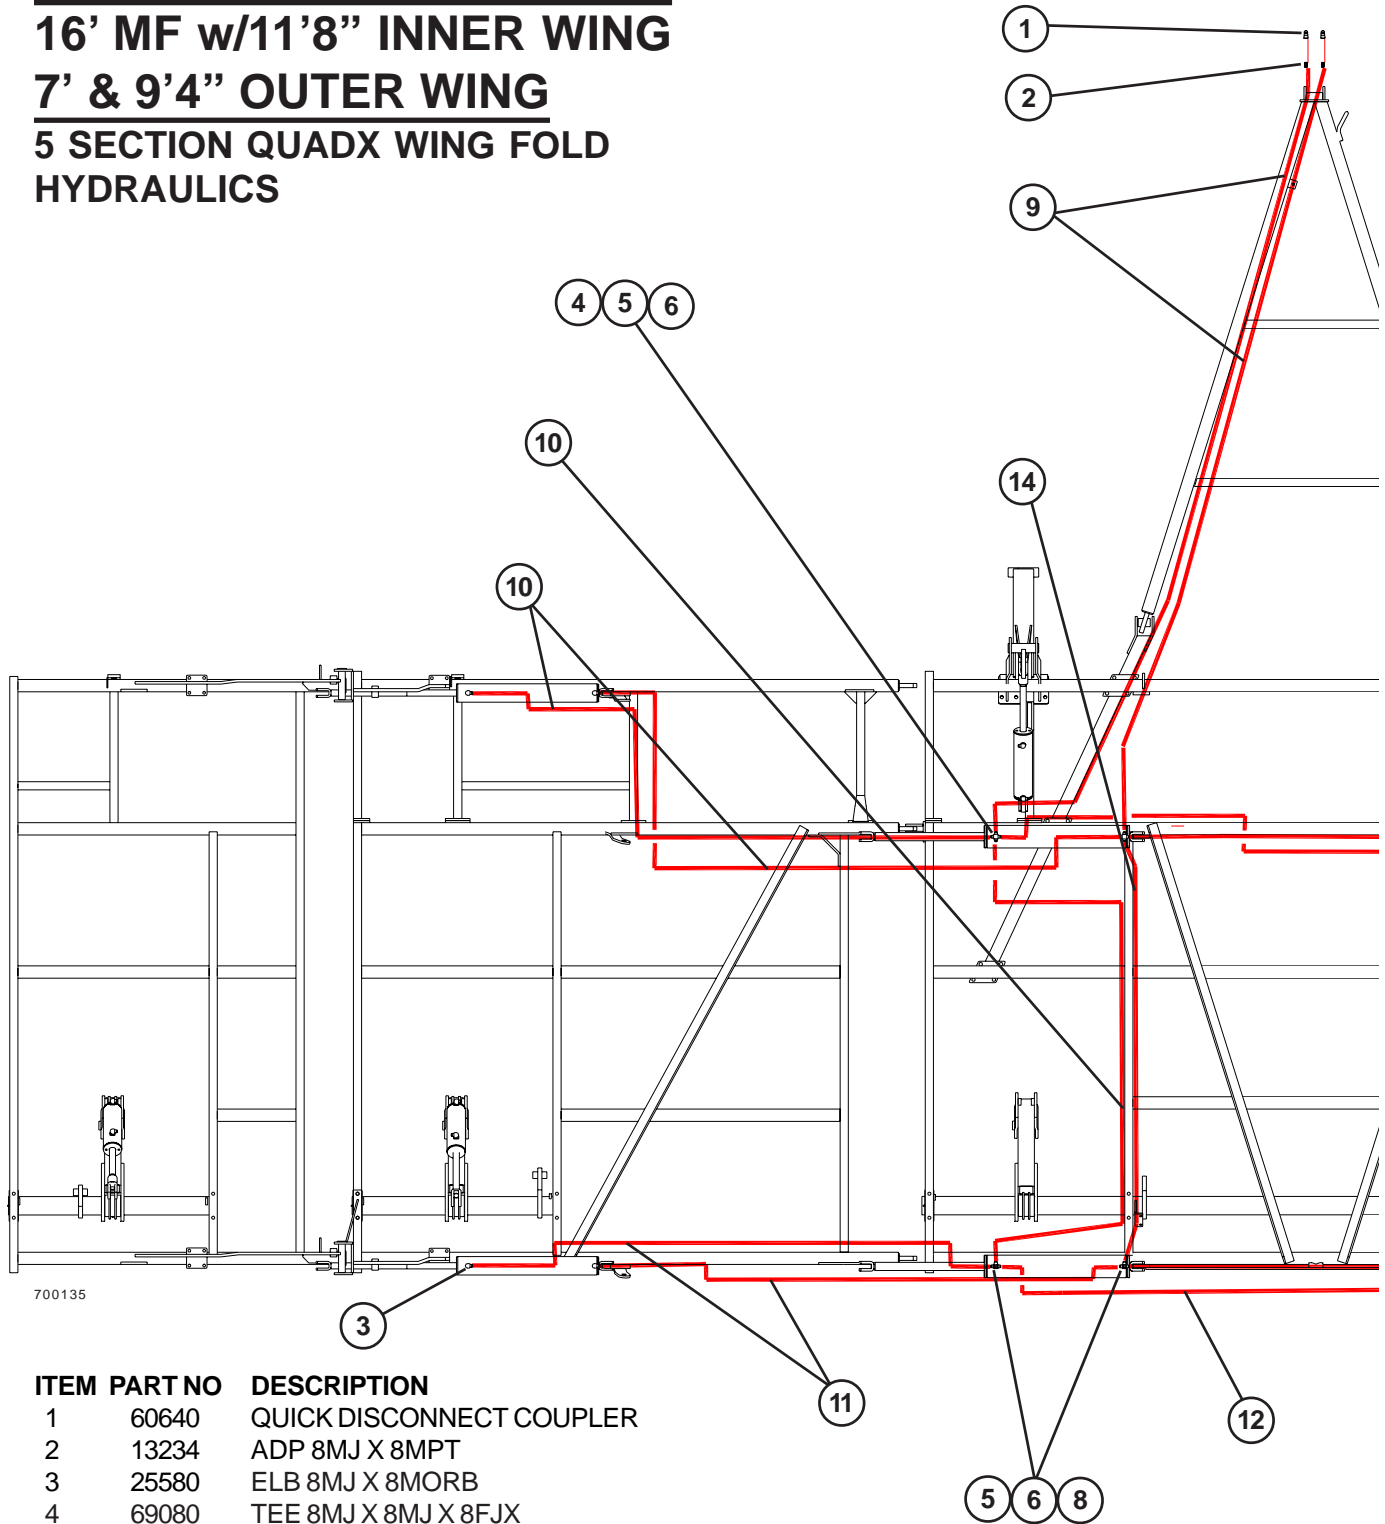 16’ MF w/11’8” INNER WING
7’ & 9’4” OUTER WING
5 SECTION QUADX WING FOLD
HYDRAULICS
1
2
9
4 5 6
10
14
10
700135
3
11
12
5 6 8
ITEM PART NO DESCRIPTION
1 60640 QUICK DISCONNECT COUPLER
2 13234 ADP 8MJ X 8MPT
3 25580 ELB 8MJ X 8MORB
4 69080 TEE 8MJ X 8MJ X 8FJX